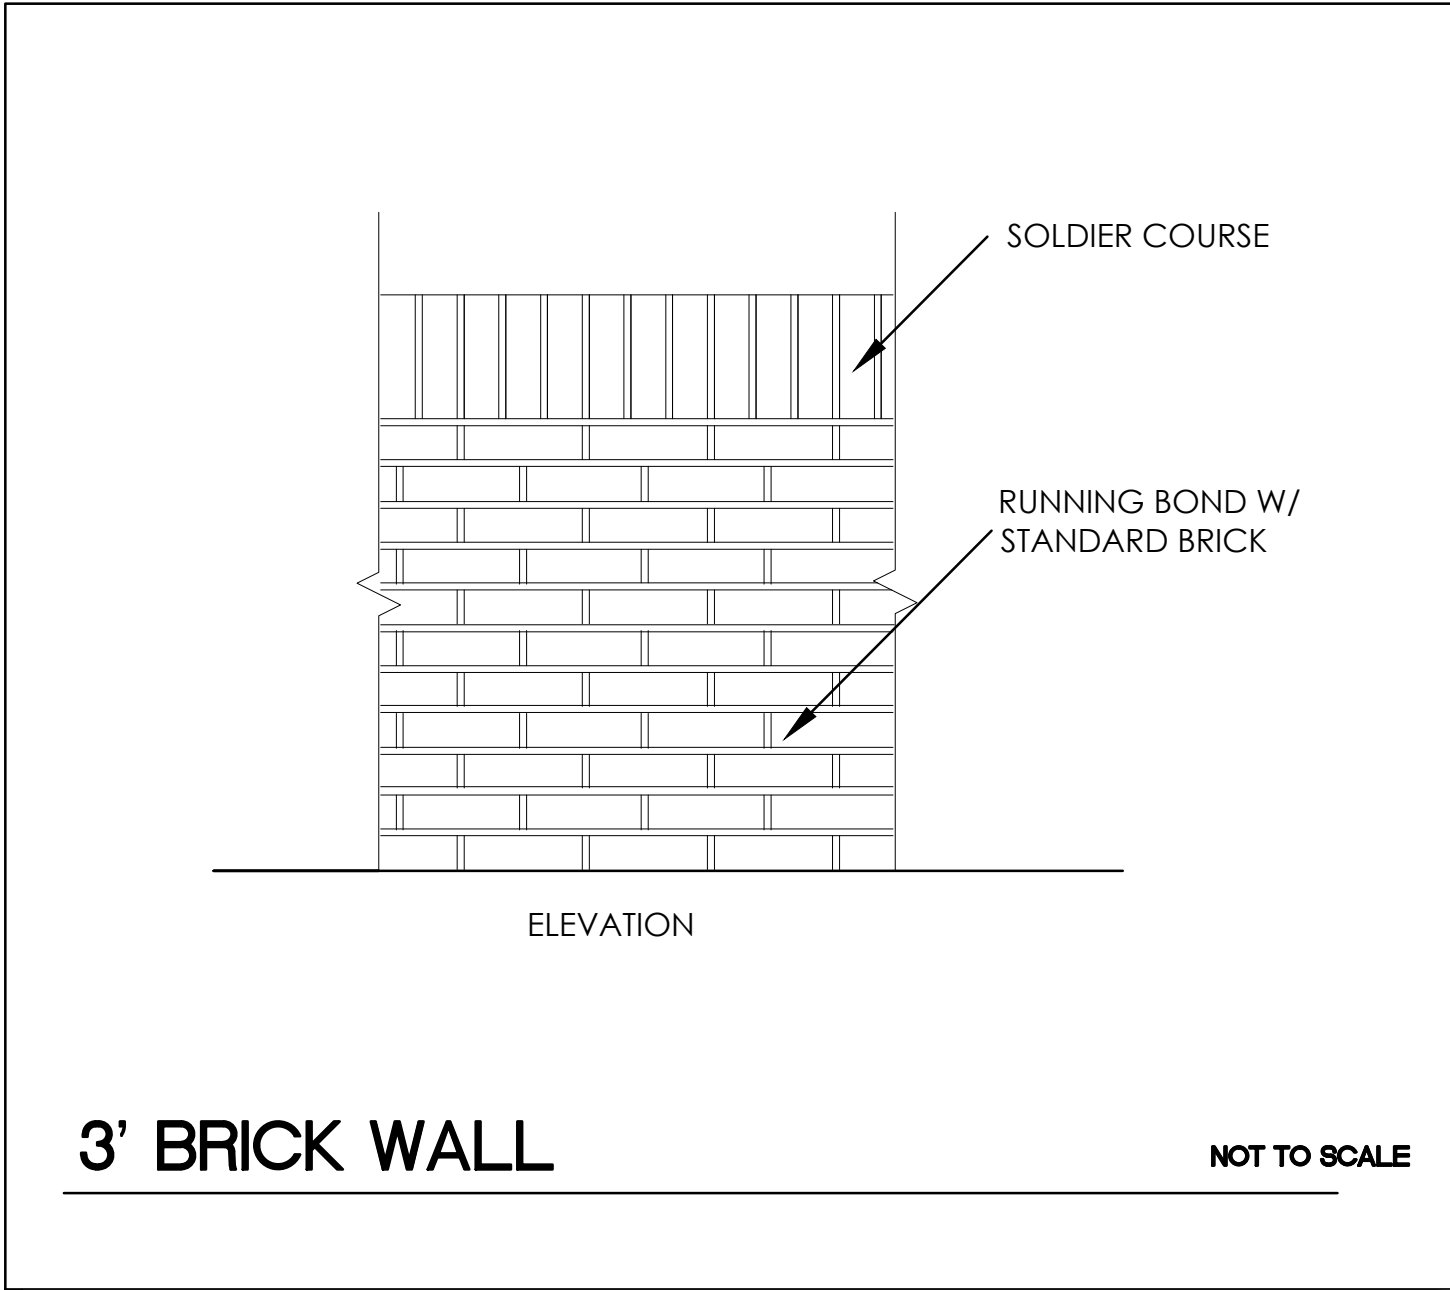 SOLDIER COURSE
RUNNING BOND W/
STANDARD BRICK
ELEVATION
3' BRICK WALL
NOT TO SCALE